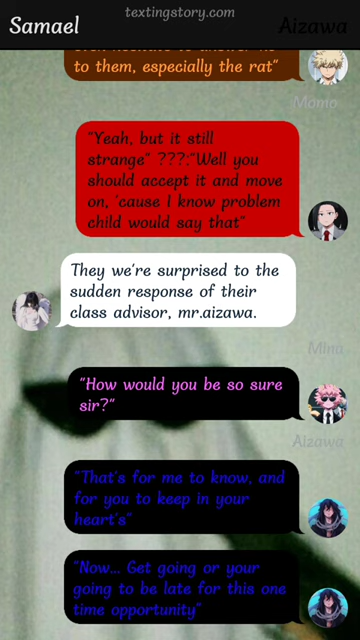 textingstory.com
Samael
Aizawa
to them, especially the rat"
Momo
"Yeah, but it still
strange" ???:"Well you
should accept it and move
on, 'cause I know problem
child would say that"
They we're surprised to the
sudden response of their
class advisor, mr.aizawa.
Mina
"How would you be so sure
sir?"
Aizawa
"That's for me to know, and
for you to keep in your
heart's"
"Now... Get going or your
going to be late for this one
time opportunity"